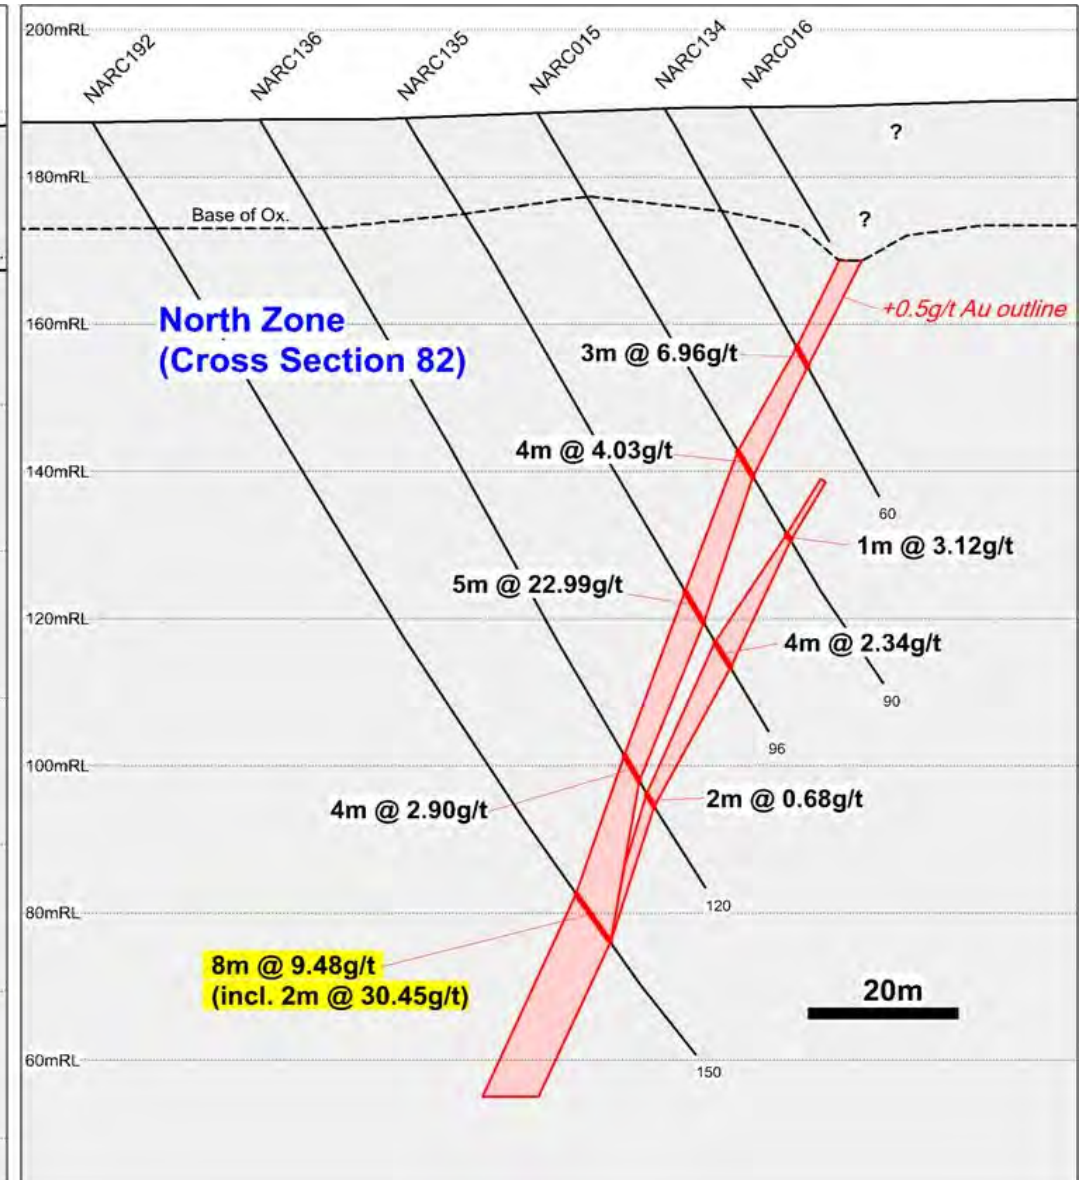 200mRL
NARC192
NARC136
NARC135
NARC015
NARC134
NARC016
?
180mRL
Base of Ox.
?
North Zone
(Cross Section 82)
+0.5g/t Au outline
160mRL
3m @ 6.96g/t
4m @ 4.03g/t
140mRL
60
1m @ 3.12g/t
5m @ 22.99g/t
120mRL
4m @ 2.34g/t
90
96
100mRL
4m @ 2.90g/t
2m @ 0.68g/t
120
80mRL
8m @ 9.48g/t
(incl. 2m @ 30.45g/t)
20m
60mRL
150